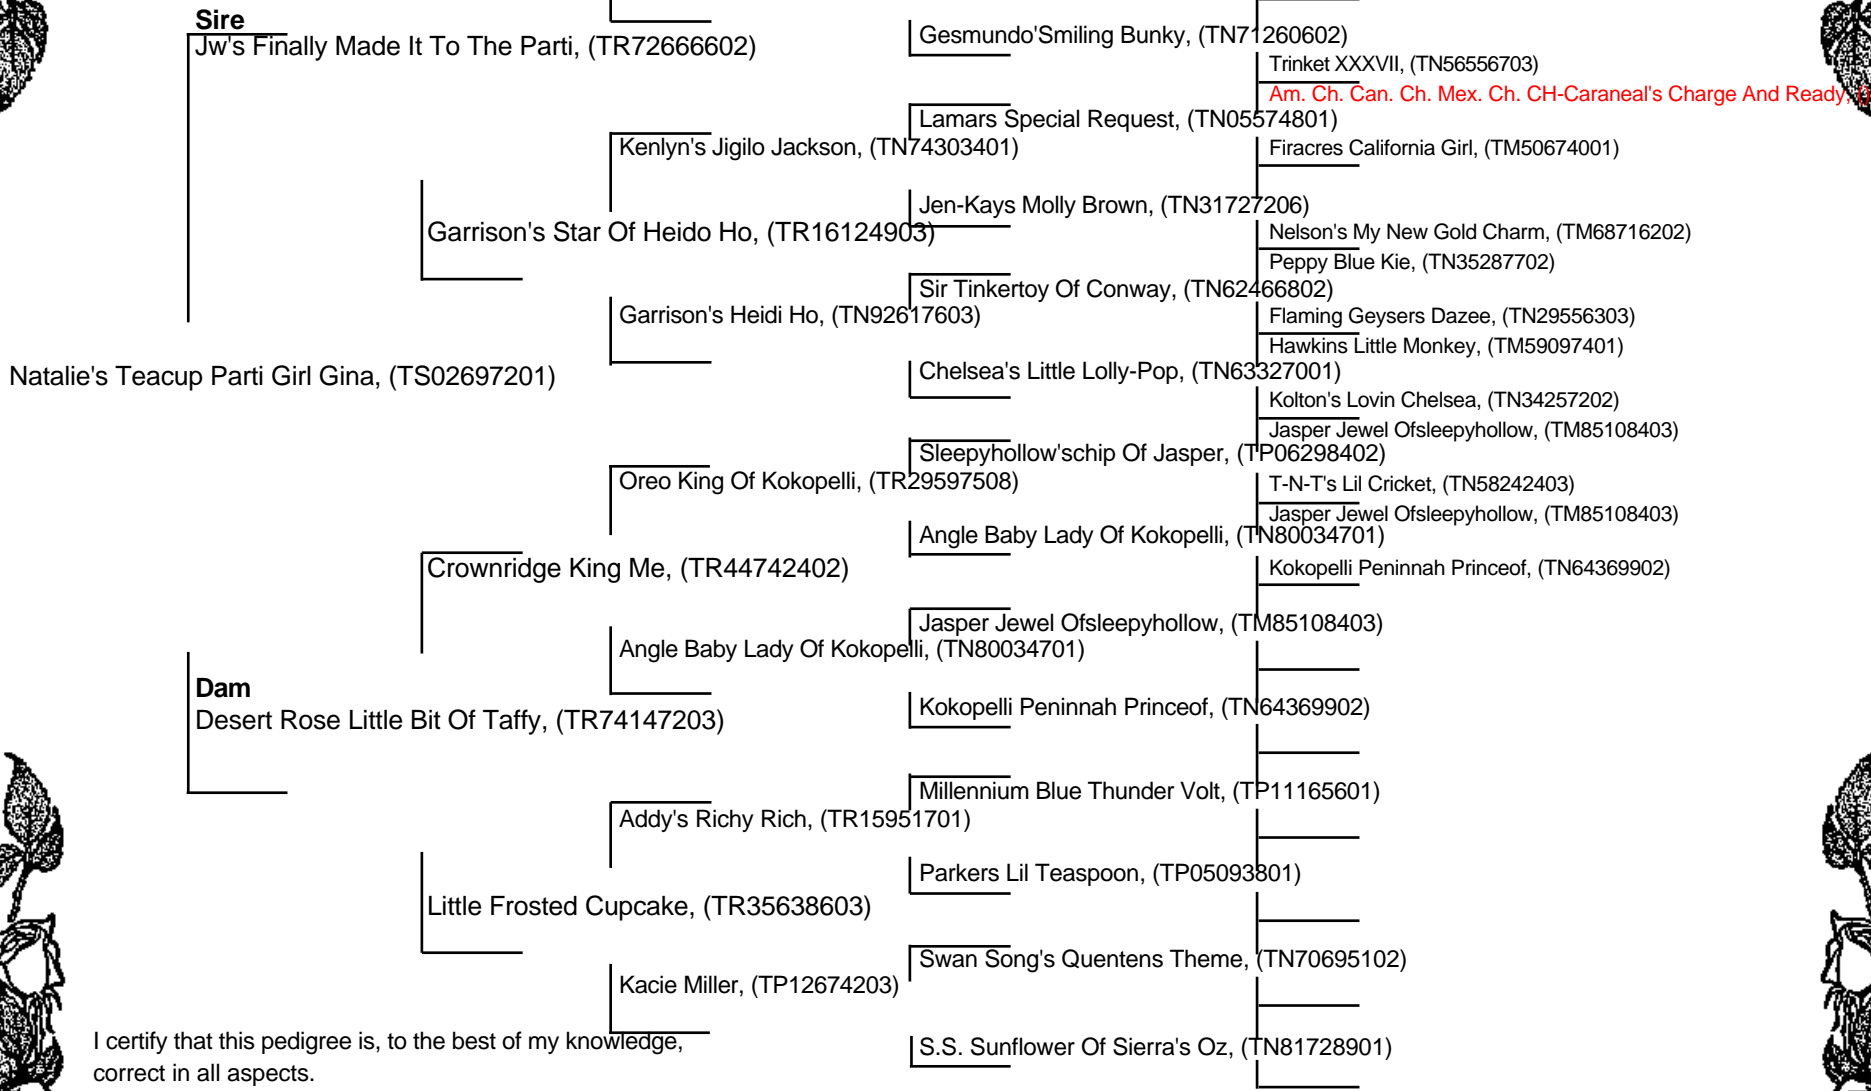 Sire
Jw's Finally Made It To The Parti, (TR72666602)
Gesmundo'Smiling Bunky, (TN71260602)
Trinket XXXVII, (TN56556703)
Am. Ch. Can. Ch. Mex. Ch. CH-Caraneal's Charge And Ready, ()
Lamars Special Request, (TN05574801)
Kenlyn's Jigilo Jackson, (TN74303401)
Firacres California Girl, (TM50674001)
Jen-Kays Molly Brown, (TN31727206)
Garrison's Star Of Heido Ho, (TR16124903)
Nelson's My New Gold Charm, (TM68716202)
Peppy Blue Kie, (TN35287702)
Sir Tinkertoy Of Conway, (TN62466802)
Garrison's Heidi Ho, (TN92617603)
Flaming Geysers Dazee, (TN29556303)
Hawkins Little Monkey, (TM59097401)
Chelsea's Little Lolly-Pop, (TN63327001)
Natalie's Teacup Parti Girl Gina, (TS02697201)
Kolton's Lovin Chelsea, (TN34257202)
Jasper Jewel Ofsleepyhollow, (TM85108403)
Sleepyhollow'schip Of Jasper, (TP06298402)
Oreo King Of Kokopelli, (TR29597508)
T-N-T's Lil Cricket, (TN58242403)
Jasper Jewel Ofsleepyhollow, (TM85108403)
Angle Baby Lady Of Kokopelli, (TN80034701)
Crownridge King Me, (TR44742402)
Kokopelli Peninnah Princeof, (TN64369902)
Jasper Jewel Ofsleepyhollow, (TM85108403)
Angle Baby Lady Of Kokopelli, (TN80034701)
Dam
Desert Rose Little Bit Of Taffy, (TR74147203)
Kokopelli Peninnah Princeof, (TN64369902)
Millennium Blue Thunder Volt, (TP11165601)
Addy's Richy Rich, (TR15951701)
Parkers Lil Teaspoon, (TP05093801)
Little Frosted Cupcake, (TR35638603)
Swan Song's Quentens Theme, (TN70695102)
Kacie Miller, (TP12674203)
S.S. Sunflower Of Sierra's Oz, (TN81728901)
I certify that this pedigree is, to the best of my knowledge,
correct in all aspects.